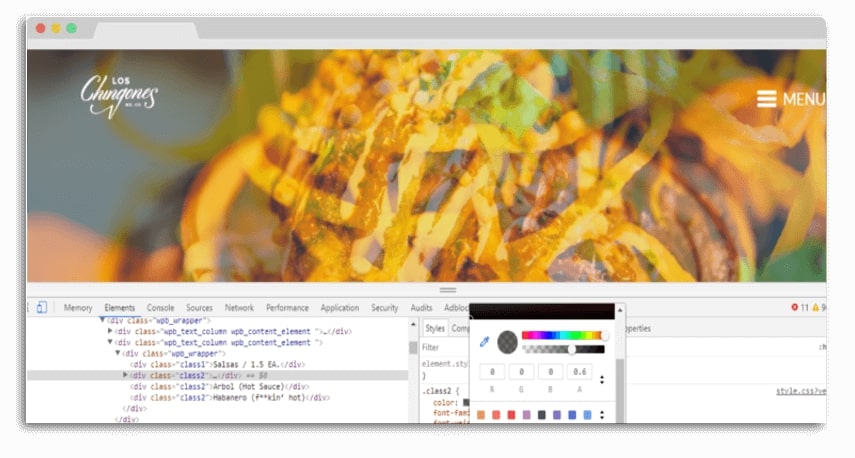 LOS
Chingones
MENU
Memory Elements Console Sources Network Performance Application Security Audits Adbloc 11
<div class="wpb_wrapper">
<div class="wpb_text_column wpb_content_element ">…</div>
<div class="wpb_text_column wpb_content_element ">
<div class="wpb_wrapper">
<div class="class1">Salsas / 1.5 EA.</div>
<div class="class2">…</div> == $0
<div class="class2">Arbol (Hot Sauce)</div>
<div class="class2">Habanero (f**kin' hot)</div>
</div>
</div>
Styles Comp operties
Filter :h
element.sty
}
0 0 0 0.6
R G B A
.class2 { style.css?ve
color:
font-fami